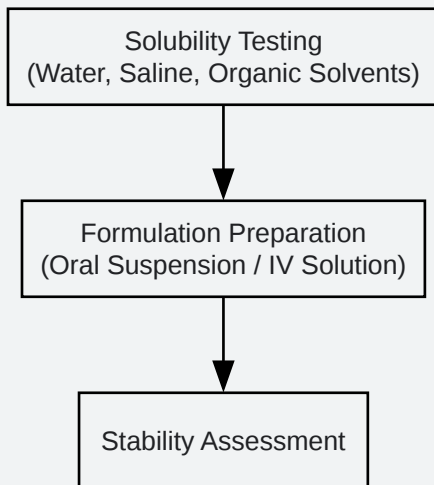 Solubility Testing
(Water, Saline, Organic Solvents)
Formulation Preparation
(Oral Suspension / IV Solution)
Stability Assessment